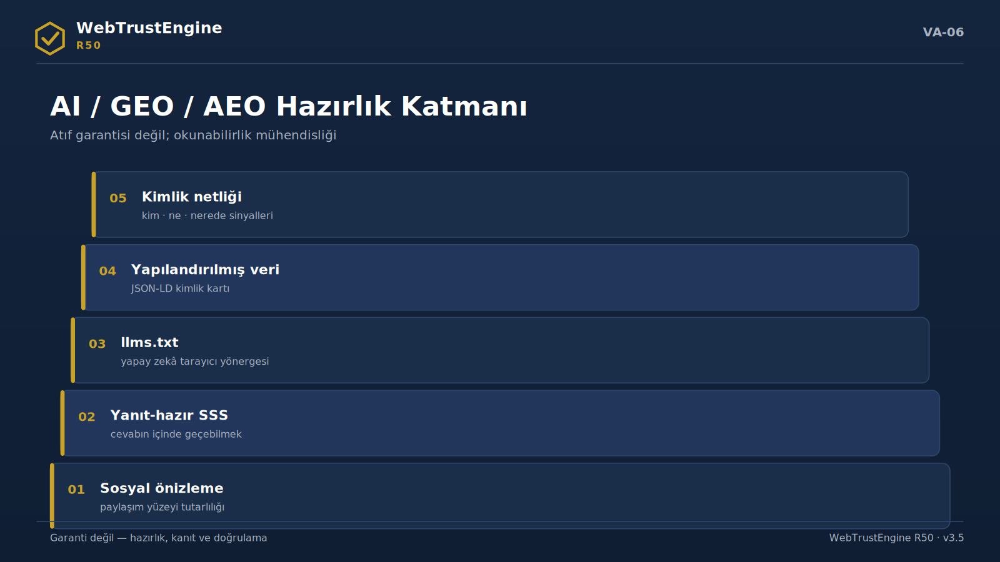 WebTrustEngine
R50
VA-06
AI / GEO / AEO Hazırlık Katmanı
Atıf garantisi değil; okunabilirlik mühendisliği
05
Kimlik netliği
kim · ne · nerede sinyalleri
04
Yapılandırılmış veri
JSON-LD kimlik kartı
03
llms.txt
yapay zekâ tarayıcı yönergesi
02
Yanıt-hazır SSS
cevabın içinde geçebilmek
01
Sosyal önizleme
paylaşım yüzeyi tutarlılığı
Garanti değil — hazırlık, kanıt ve doğrulama
WebTrustEngine R50 · v3.5